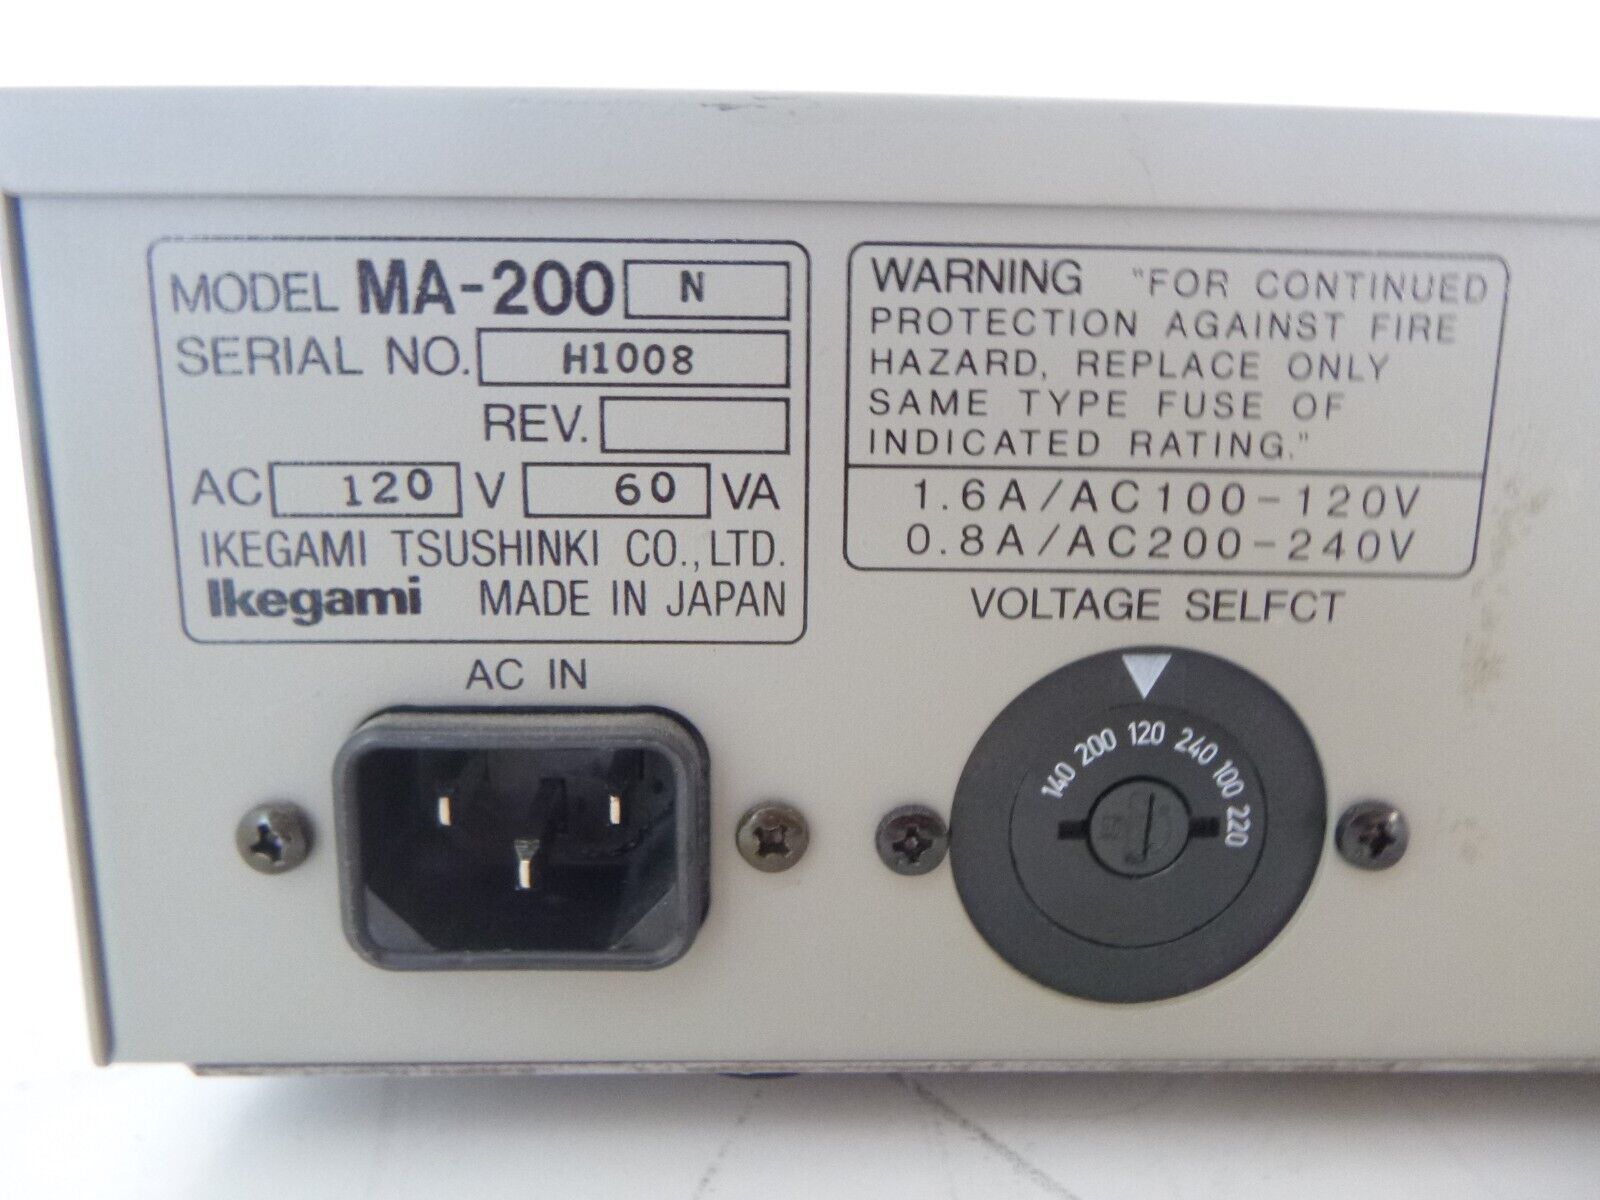 MODEL MA-200 N
SERIAL NO. H1008
REV.
AC 120 V 60 VA
IKEGAMI TSUSHINKI CO.,LTD.
Ikegami MADE IN JAPAN
WARNING "FOR CONTINUED
PROTECTION AGAINST FIRE
HAZARD, REPLACE ONLY
SAME TYPE FUSE OF
INDICATED RATING."
1.6A/AC100-120V
0.8A/AC200-240V
AC IN
VOLTAGE SELFCT
140 200 120 240 100 220